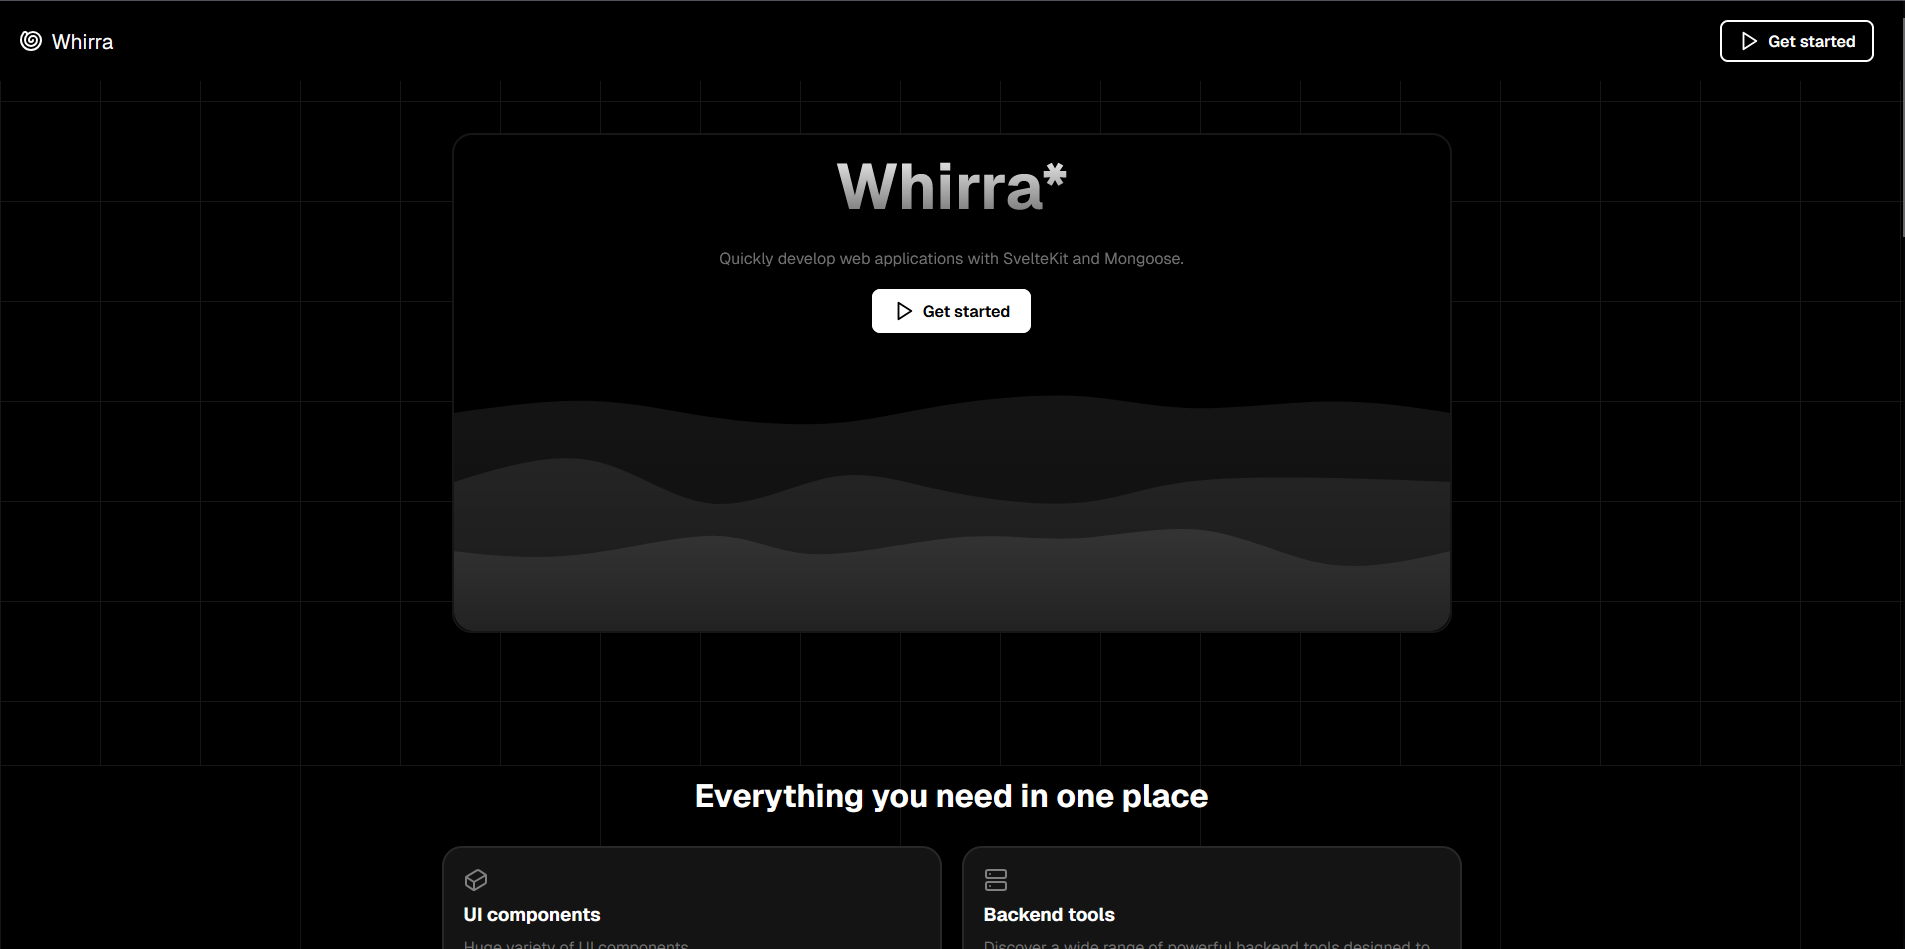 Whirra
Get started
Whirra*
Quickly develop web applications with SvelteKit and Mongoose.
Get started
Everything you need in one place
UI components
Backend tools
Huge variety of UI components
Discover a wide range of powerful backend tools designed to